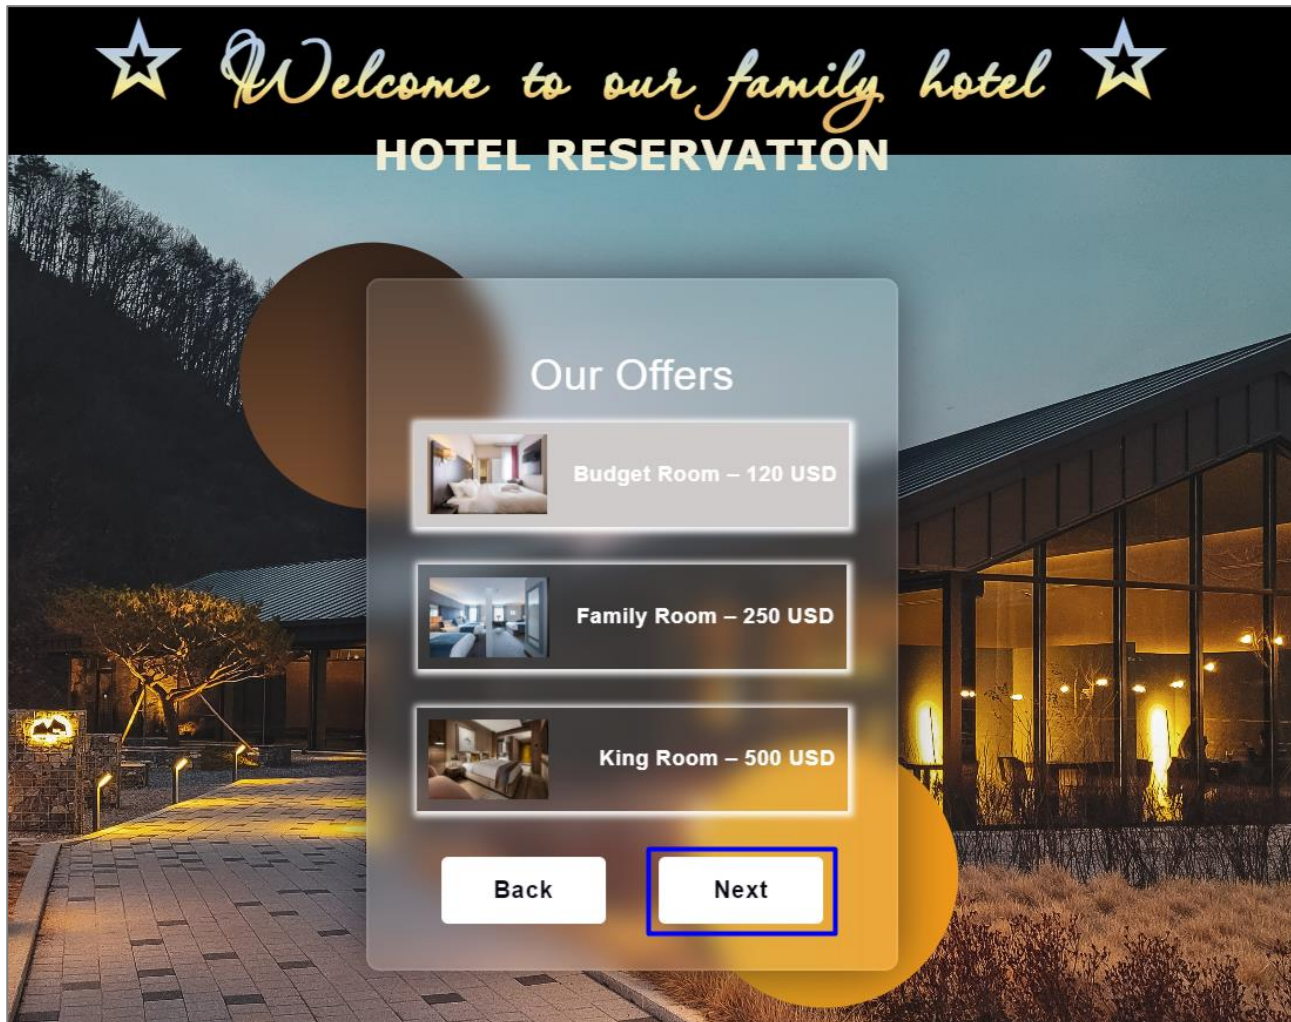 Welcome to our family hotel
HOTEL RESERVATION
Our Offers
Budget Room – 120 USD
Family Room – 250 USD
King Room – 500 USD
Back
Next